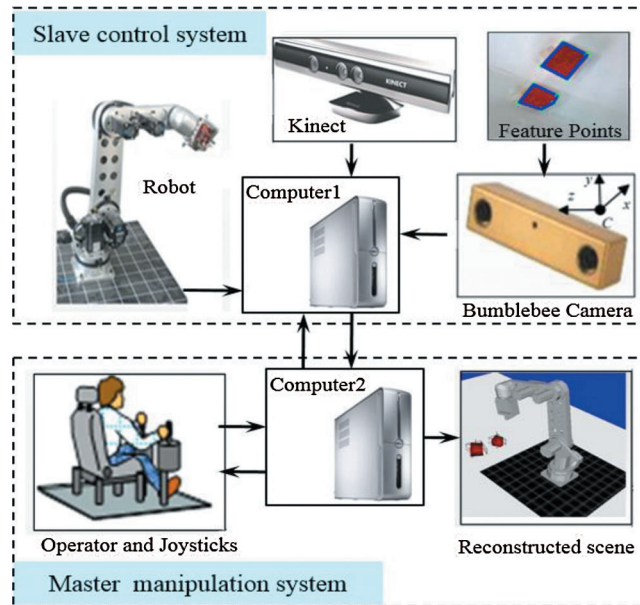 Slave control system
KINECT
Kinect
Feature Points
Robot
Computer1
y
z
x
C
Bumblebee Camera
Computer2
Operator and Joysticks
Reconstructed scene
Master manipulation system